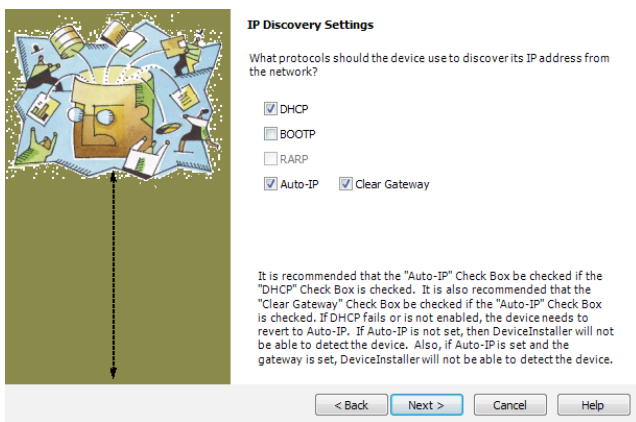 IP Discovery Settings
What protocols should the device use to discover its IP address from
the network?
DHCP
BOOTP
RARP
Auto-IP Clear Gateway
It is recommended that the "Auto-IP" Check Box be checked if the
"DHCP" Check Box is checked. It is also recommended that the
"Clear Gateway" Check Box be checked if the "Auto-IP" Check Box
is checked. If DHCP fails or is not enabled, the device needs to
revert to Auto-IP. If Auto-IP is not set, then DeviceInstaller will not
be able to detect the device. Also, if Auto-IP is set and the
gateway is set, DeviceInstaller will not be able to detect the device.
< Back Next > Cancel Help